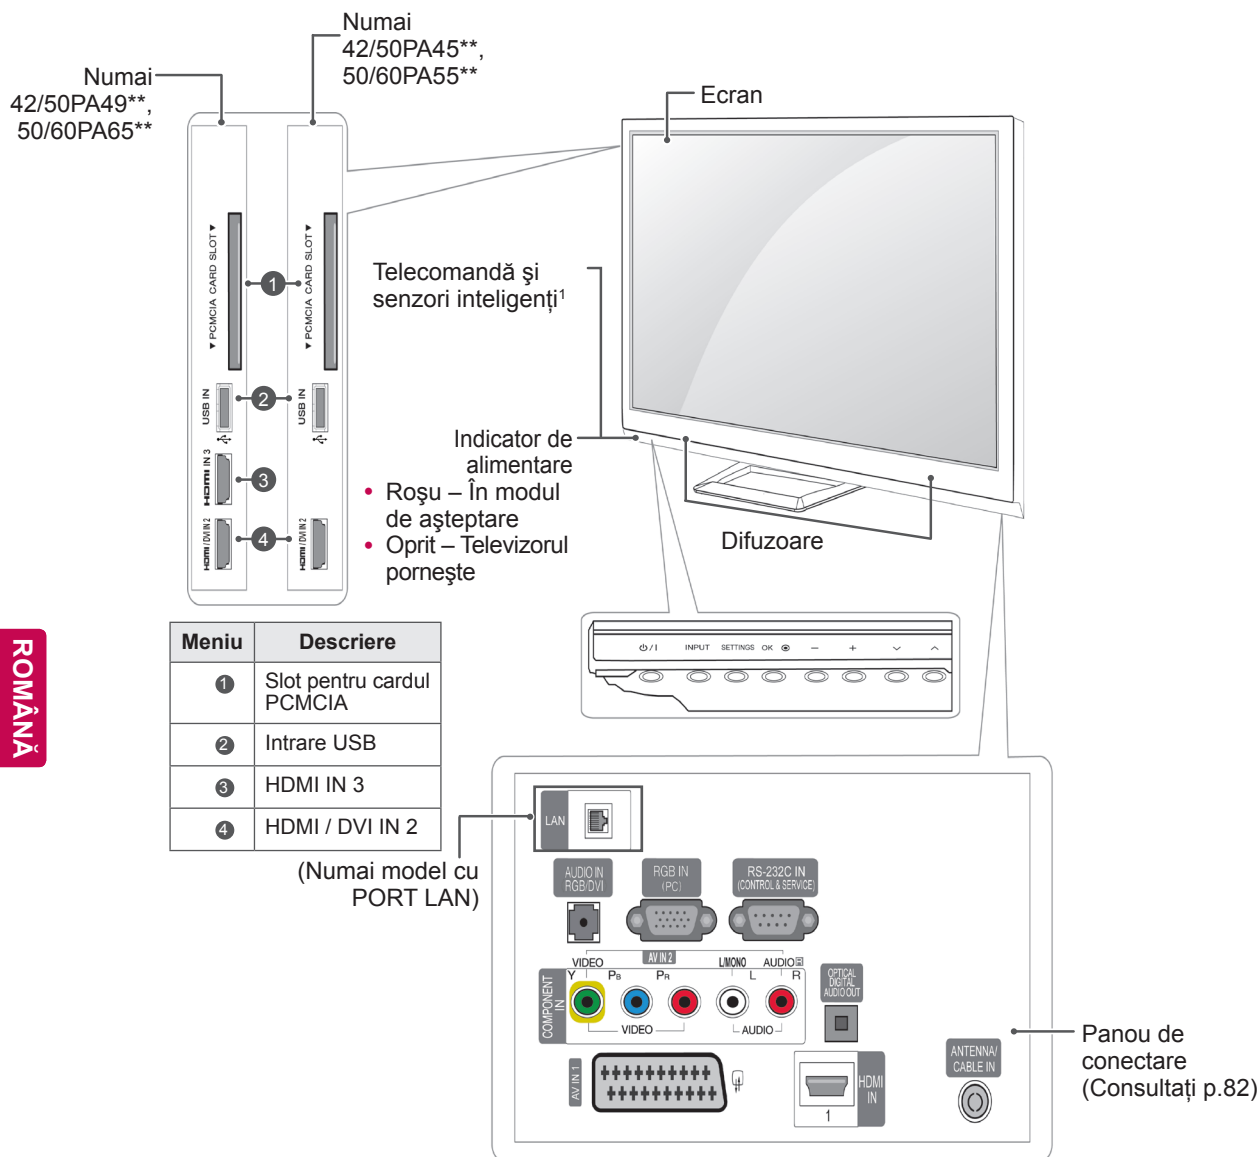 Numai
42/50PA45**,
50/60PA55**
Numai
42/50PA49**,
50/60PA65**
Ecran
▼ PCMCIA CARD SLOT ▼
▼ PCMCIA CARD SLOT ▼
1
USB IN
USB IN
2
HDMI IN 3
3
HDMI / DVI IN 2
HDMI / DVI IN 2
4
Telecomandă şi
senzori inteligenţi1
Indicator de
alimentare
• Roşu – În modul
de aşteptare
• Oprit – Televizorul
porneşte
Difuzoare
⏻ / I INPUT SETTINGS OK ⦿ − +
Meniu Descriere
1 Slot pentru cardul
PCMCIA
2 Intrare USB
3 HDMI IN 3
4 HDMI / DVI IN 2
ROMÂNĂ
(Numai model cu
PORT LAN)
LAN
AUDIO IN
RGB/DVI
RGB IN
(PC)
RS-232C IN
(CONTROL & SERVICE)
AV IN 2
VIDEO L/MONO AUDIO
Y PB PR L R
COMPONENT
IN
VIDEO AUDIO
OPTICAL
DIGITAL
AUDIO OUT
AV IN 1
HDMI
IN
1
ANTENNA/
CABLE IN
Panou de
conectare
(Consultaţi p.82)